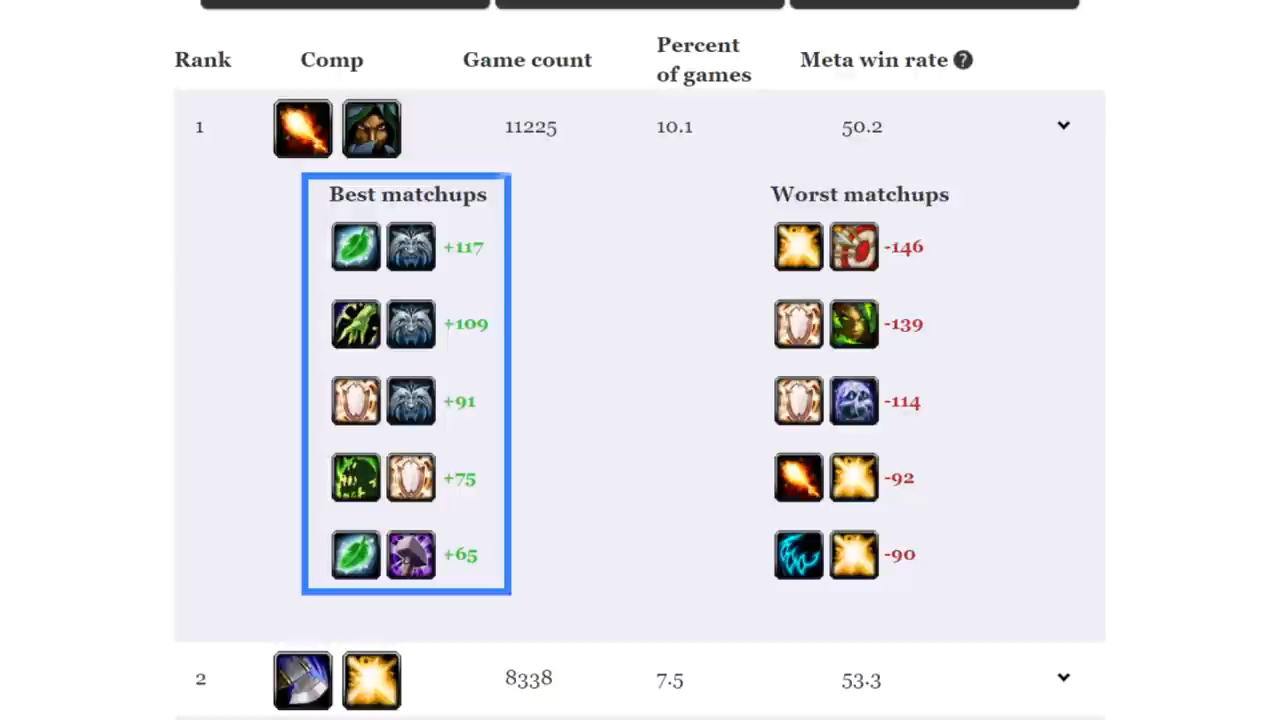 Rank Comp Game count Percent of games Meta win rate ?
1 11225 10.1 50.2
Best matchups Worst matchups
+117 -146
+109 -139
+91 -114
+75 -92
+65 -90
2 8338 7.5 53.3